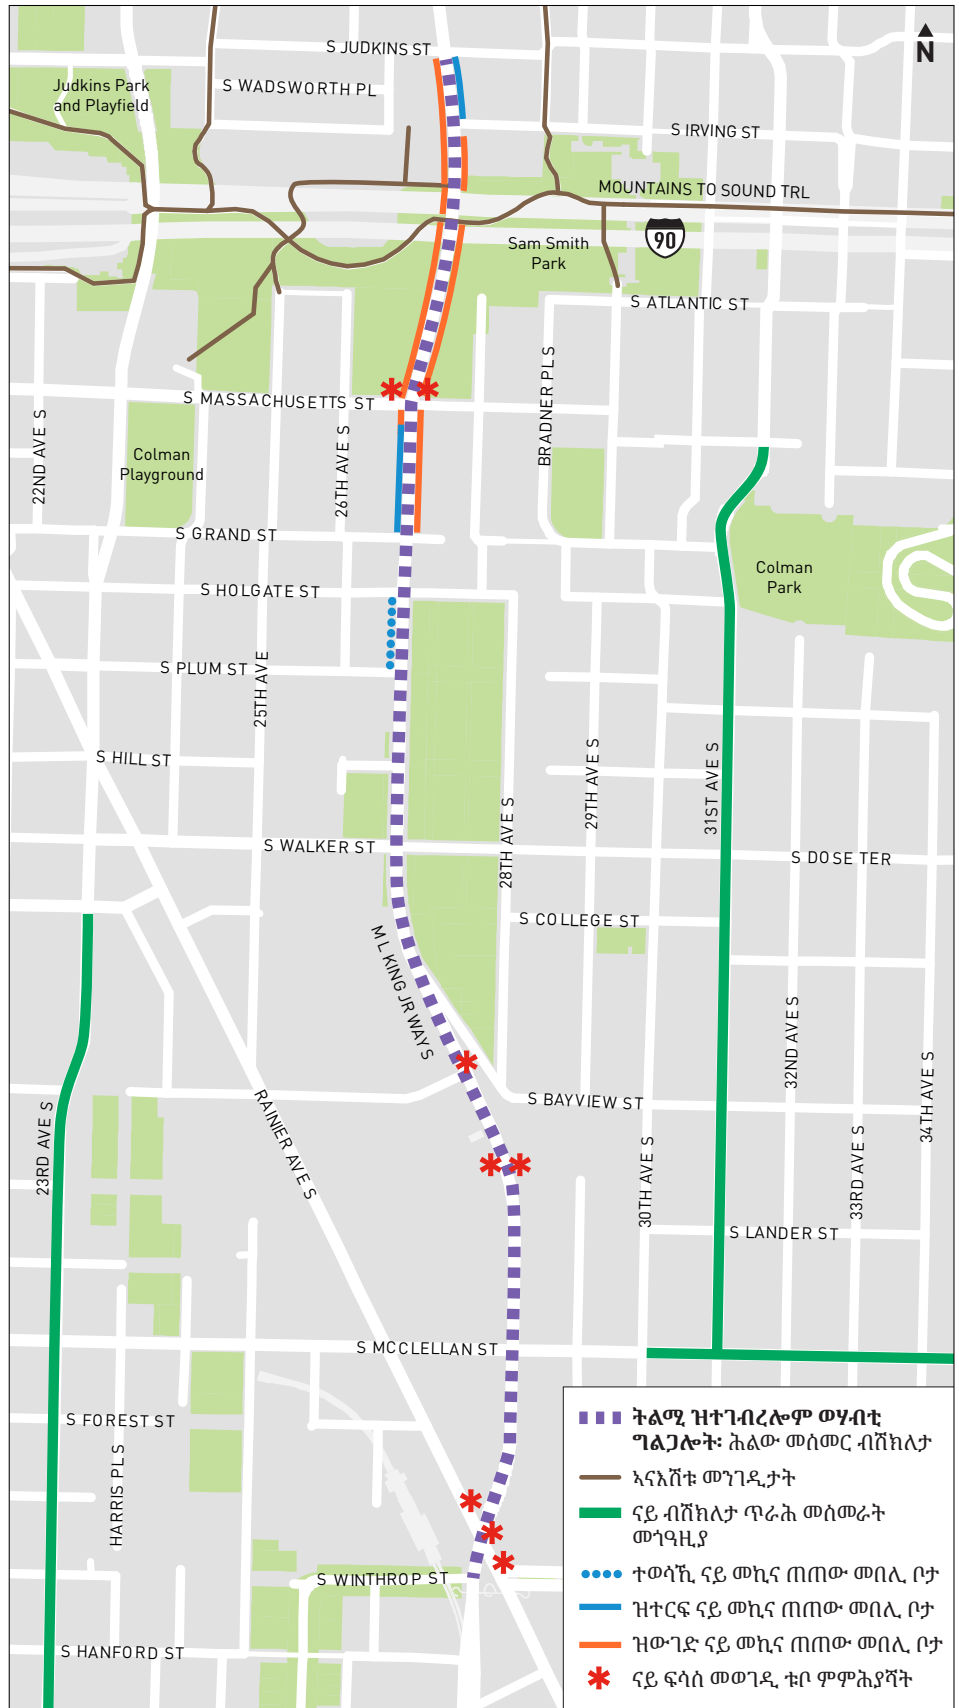 N
S JUDKINS ST
Judkins Park
and Playfield
S WADSWORTH PL
S IRVING ST
MOUNTAINS TO SOUND TRL
90
Sam Smith
Park
S ATLANTIC ST
BRADNER PL S
S MASSACHUSETTS ST
22ND AVE S
26TH AVE S
Colman
Playground
S GRAND ST
Colman
Park
S HOLGATE ST
S PLUM ST
25TH AVE
S HILL ST
29TH AVE S
31ST AVE S
28TH AVE S
S WALKER ST
S DOSE TER
S COLLEGE ST
M L KING JR WAY S
32ND AVE S
34TH AVE S
S BAYVIEW ST
23RD AVE S
RAINIER AVE S
30TH AVE S
33RD AVE S
S LANDER ST
S MCCLELLAN ST
S FOREST ST
HARRIS PL S
S WINTHROP ST
S HANFORD ST
ትልሚ ዝተገብረሎም ወሃብቲ
ግልጋሎት፡ ሕልው መስመር ብሽክለታ
ኣናእሽቱ መንገዲታት
ናይ ብሽክለታ ጥራሕ መስመራት
መጎዓዚያ
ተወሳኺ ናይ መኪና ጠጠው መበሊ ቦታ
ዝተርፍ ናይ መኪና ጠጠው መበሊ ቦታ
ዝውገድ ናይ መኪና ጠጠው መበሊ ቦታ
ናይ ፍሳስ መወገዲ ቱቦ ምምሕያሻት